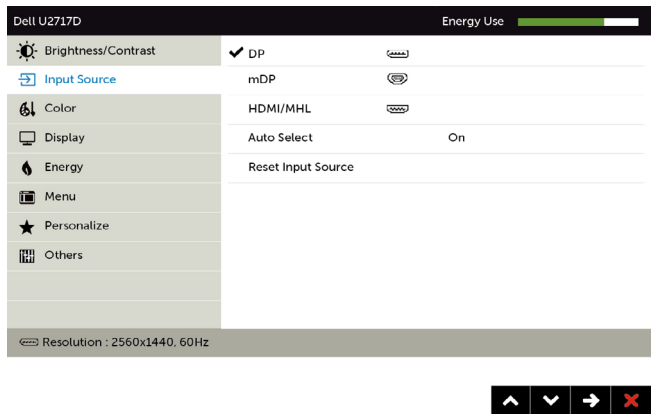 Dell U2717D Energy Use
Brightness/Contrast
Input Source
Color
Display
Energy
Menu
Personalize
Others
DP
mDP
HDMI/MHL
Auto Select On
Reset Input Source
Resolution : 2560x1440, 60Hz